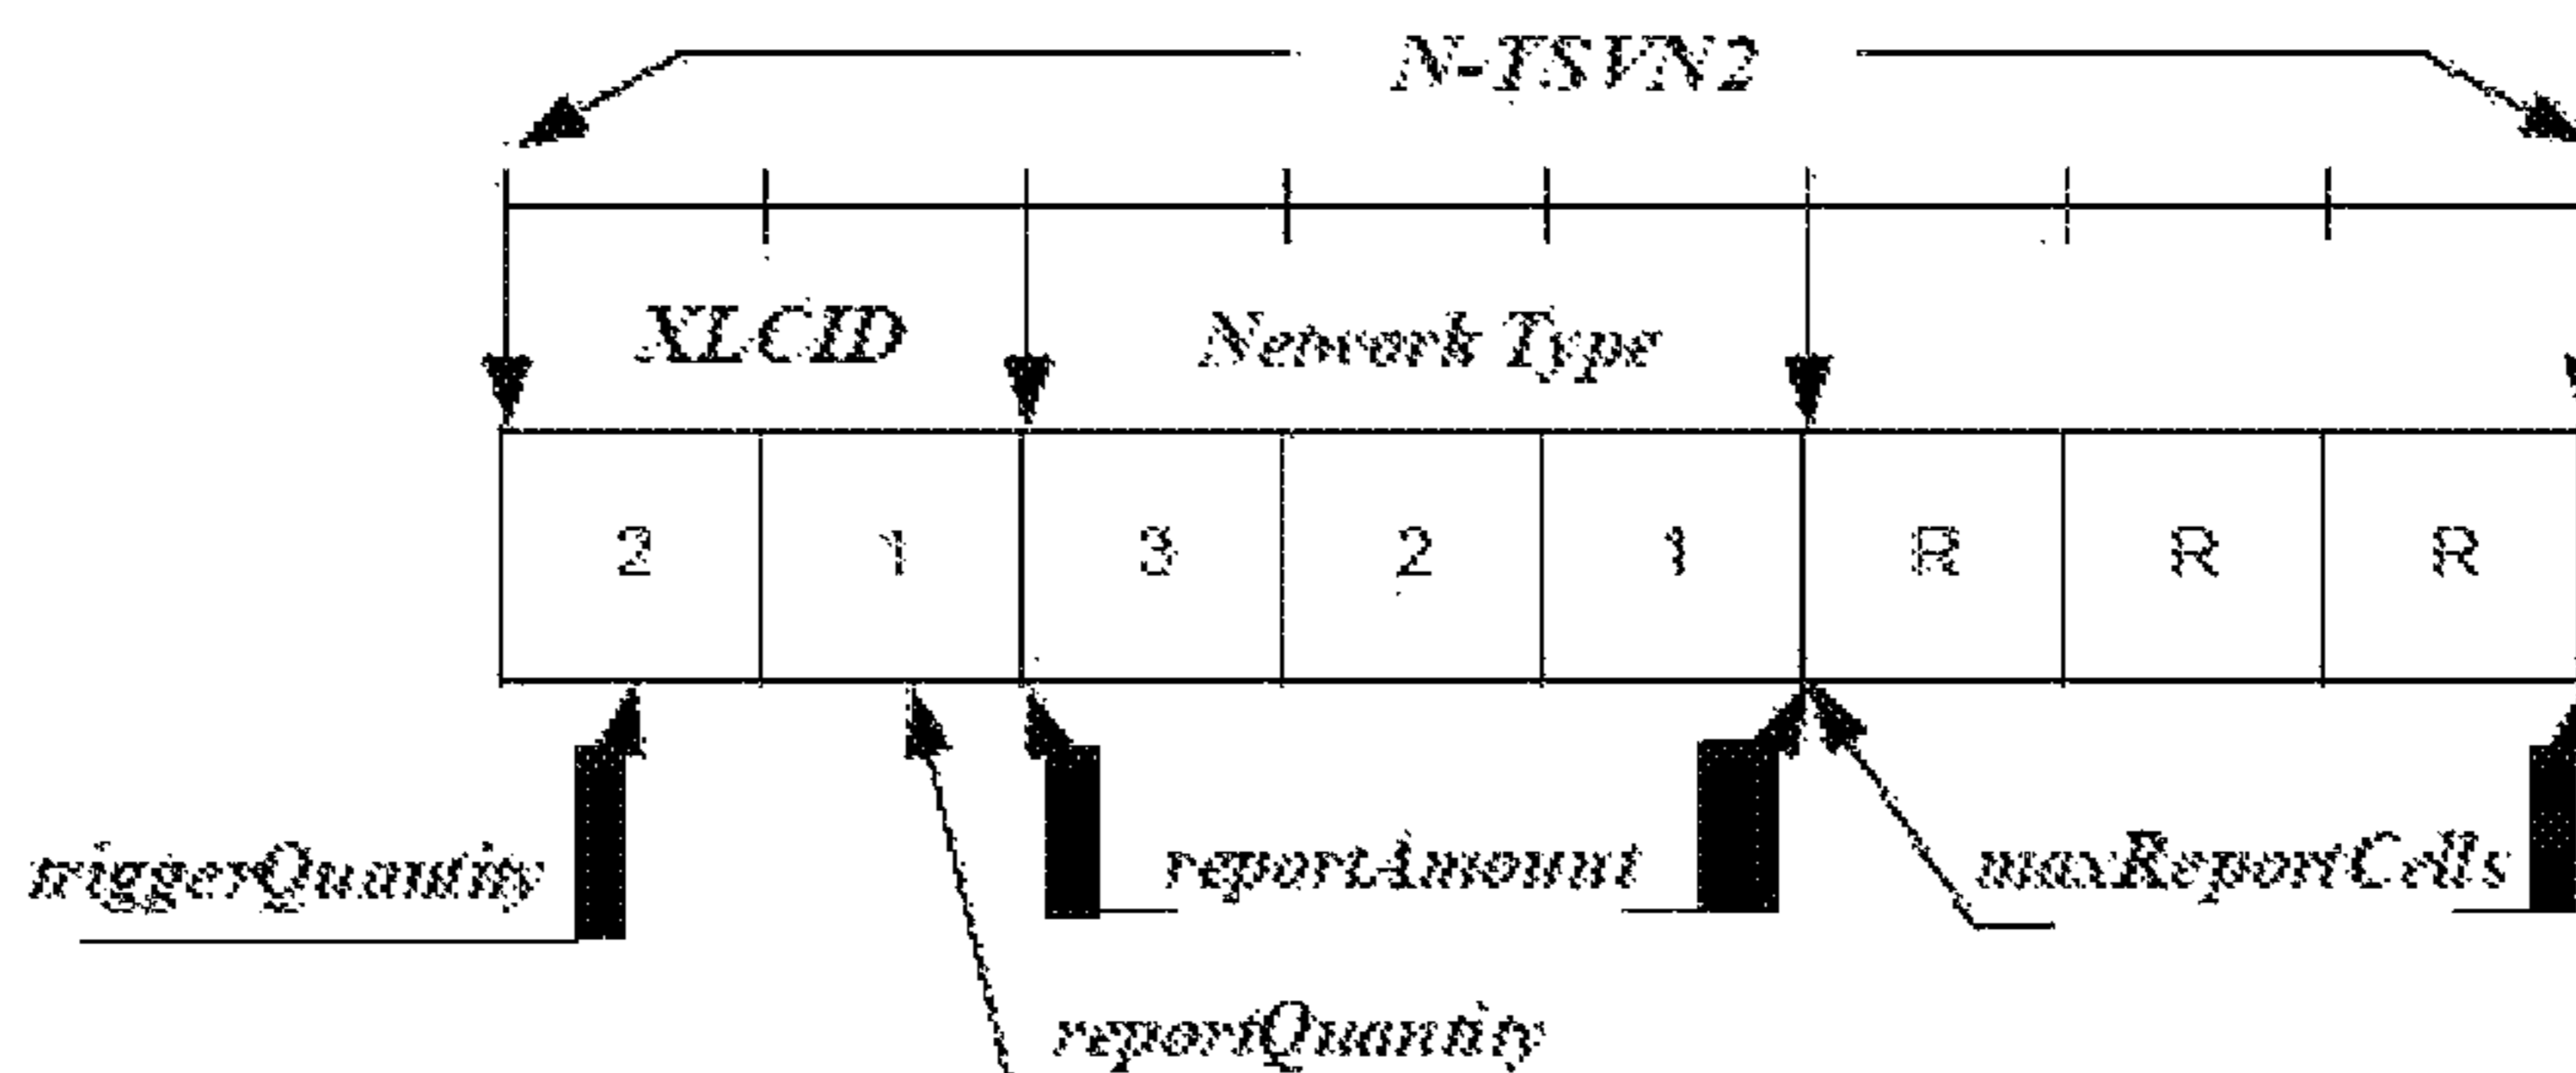 N-TSVN2
XLCID Network Type
2 1 3 2 1 R R R
triggerQuantity reportAmount maxReportCells
reportQuantity